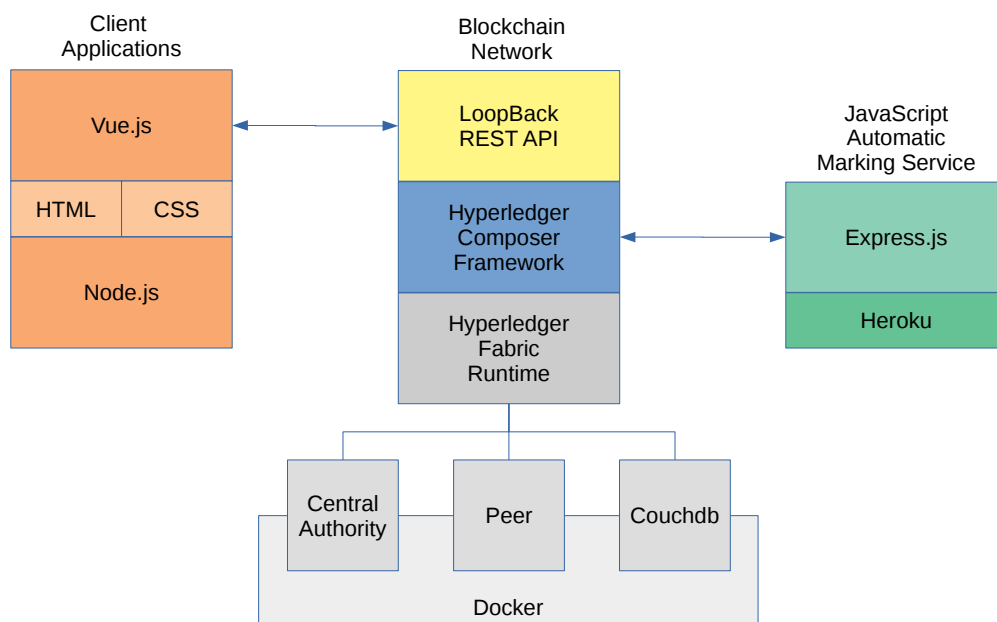 Client
Applications
Vue.js
HTML
CSS
Node.js
Blockchain
Network
LoopBack
REST API
Hyperledger
Composer
Framework
Hyperledger
Fabric
Runtime
JavaScript
Automatic
Marking Service
Express.js
Heroku
Central
Authority
Peer
Couchdb
Docker